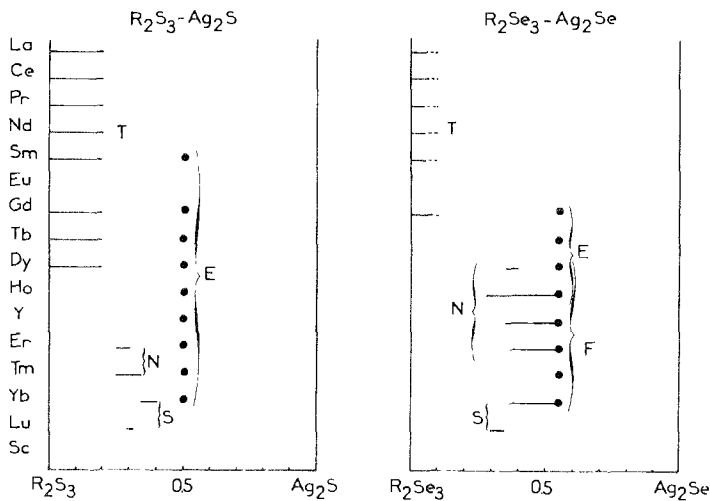 R₂S₃-Ag₂S
R₂Se₃-Ag₂Se
La
Ce
Pr
Nd
T
T
Sm
Eu
Gd
Tb
E
Dy
E
Ho
N
Y
Er
N
F
Tm
Yb
S
S
Lu
Sc
R₂S₃
0,5
Ag₂S
R₂Se₃
0,5
Ag₂Se